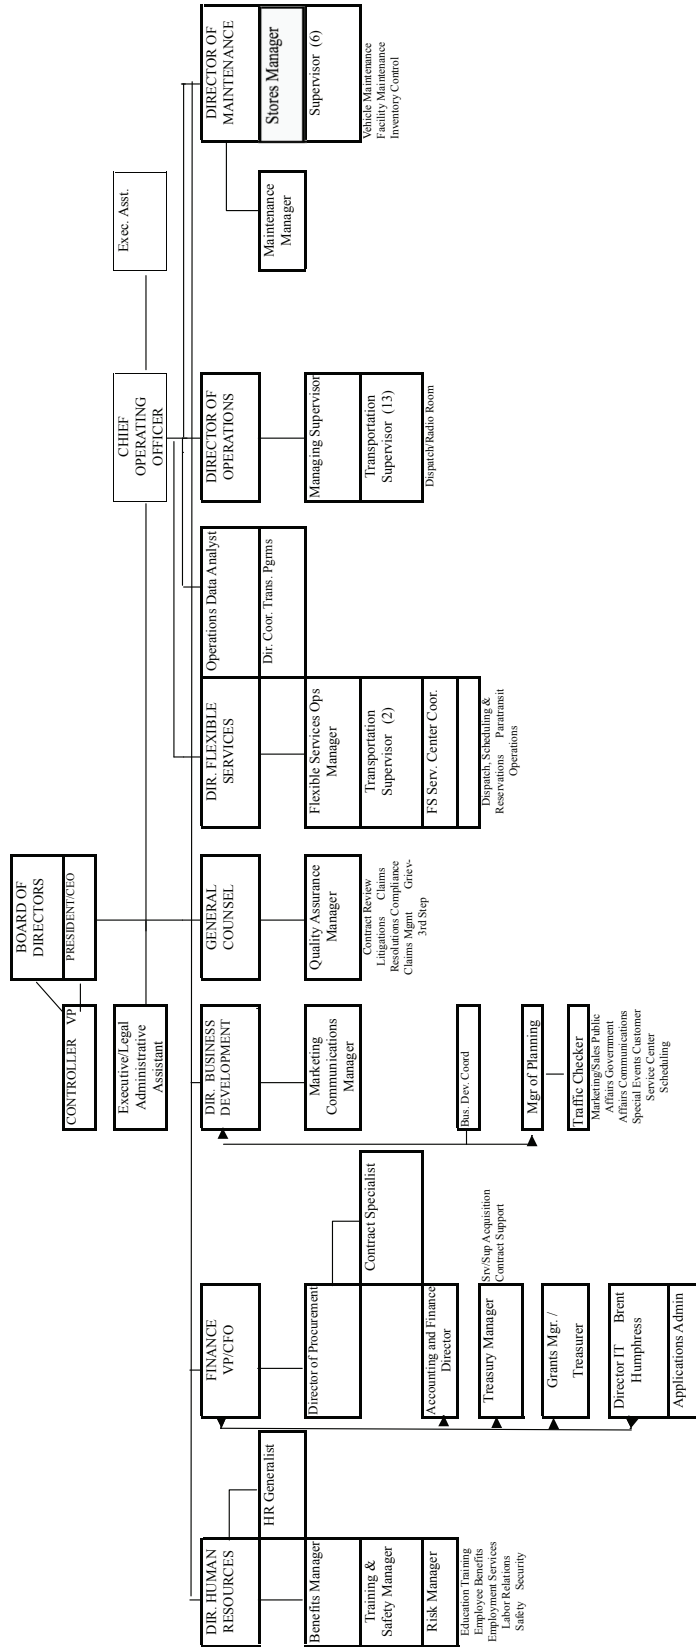 BOARD OF
DIRECTORS
PRESIDENT/CEO
CONTROLLER VP
Executive/Legal
Administrative
Assistant
CHIEF
OPERATING
OFFICER
Exec. Asst.
DIR. HUMAN
RESOURCES
HR Generalist
Benefits Manager
Training &
Safety Manager
Risk Manager
Education Training
Employee Benefits
Employment Services
Labor Relations
Safety Security
FINANCE
VP/CFO
Director of Procurement
Contract Specialist
Accounting and Finance
Director
Srv/Sup Acquisition
Contract Support
Treasury Manager
Grants Mgr. /
Treasurer
Director IT Brent
Humphress
Applications Admin
DIR. BUSINESS
DEVELOPMENT
Marketing
Communications
Manager
Bus. Dev. Coord
Mgr of Planning
Traffic Checker
Marketing/Sales Public
Affairs Government
Affairs Communications
Special Events Customer
Service Center
Scheduling
GENERAL
COUNSEL
Quality Assurance
Manager
Contract Review
Litigations Claims
Resolutions Compliance
Claims Mgmt Griev-
3rd Step
DIR. FLEXIBLE
SERVICES
Operations Data Analyst
Dir. Coor. Trans. Pgrms
Flexible Services Ops
Manager
Transportation
Supervisor (2)
FS Serv. Center Coor.
Dispatch, Scheduling &
Reservations Paratransit
Operations
DIRECTOR OF
OPERATIONS
Managing Supervisor
Transportation
Supervisor (13)
Dispatch/Radio Room
DIRECTOR OF
MAINTENANCE
Maintenance
Manager
Stores Manager
Supervisor (6)
Vehicle Maintenance
Facility Maintenance
Inventory Control